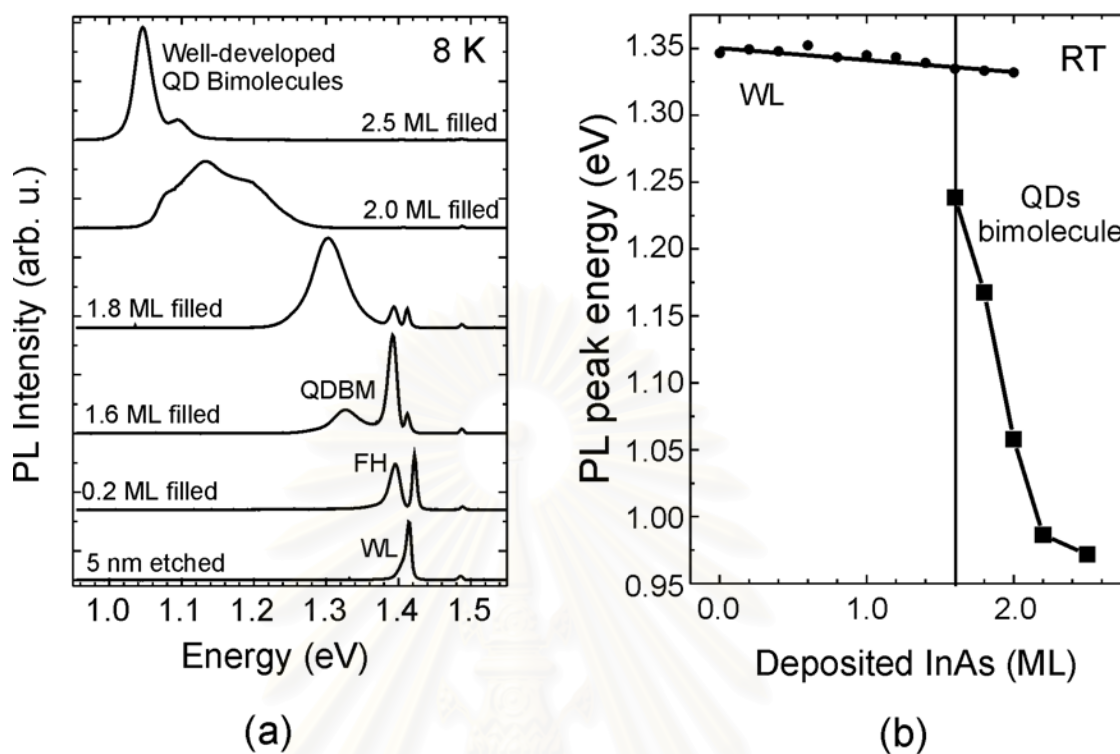 PL Intensity (arb. u.)
8 K
Well-developed
QD Bimolecules
2.5 ML filled
2.0 ML filled
1.8 ML filled
QDBM
1.6 ML filled
FH
0.2 ML filled
WL
5 nm etched
1.0 1.1 1.2 1.3 1.4 1.5
Energy (eV)
(a)
PL peak energy (eV)
1.35
1.30
1.25
1.20
1.15
1.10
1.05
1.00
0.95
RT
WL
QDs
bimolecule
0.0 1.0 2.0
Deposited InAs (ML)
(b)